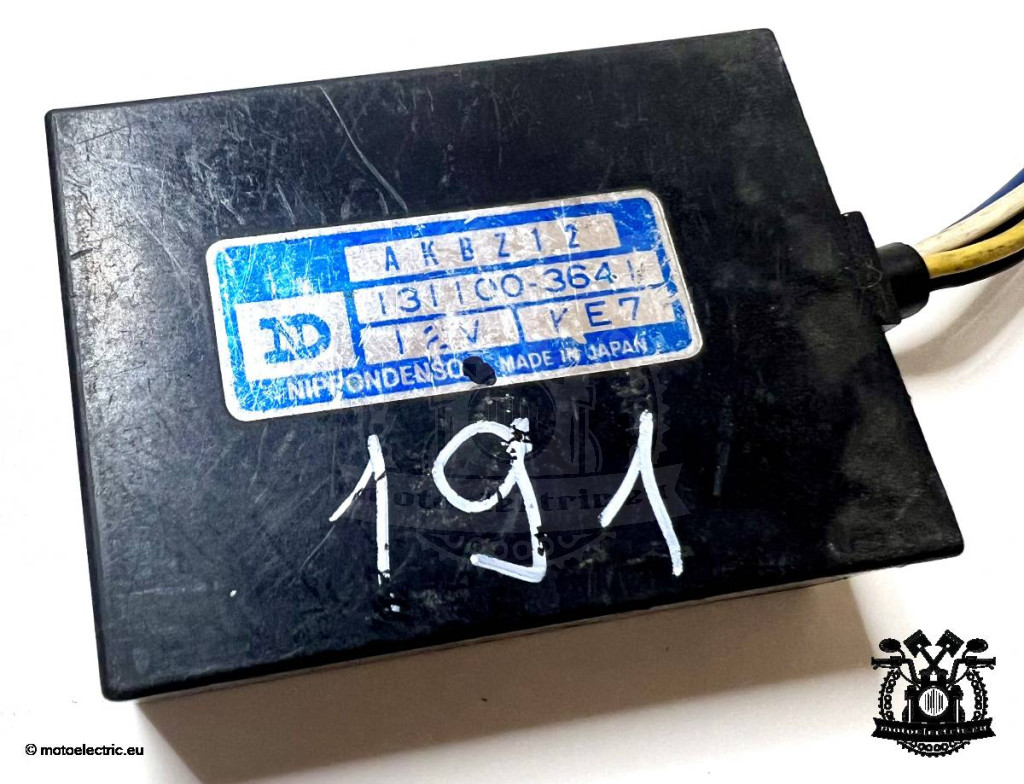 AKBZ12
131100-3641
12V KE7
ND
NIPPONDENSO MADE IN JAPAN
191
© motoelectric.eu